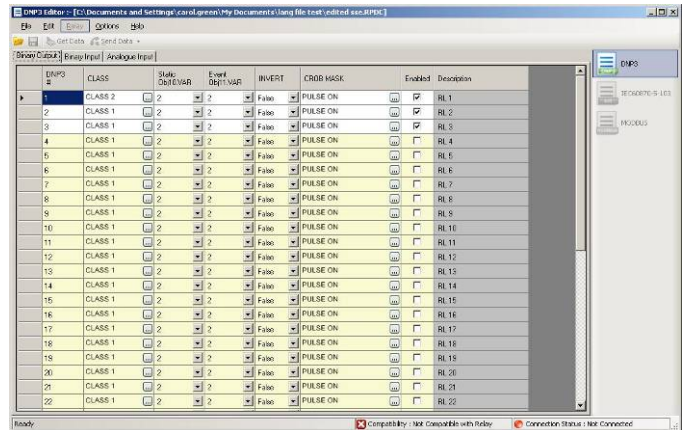 DNP3 Editor :- [C:\Documents and Settings\carol.green\My Documents\lang file test\edited sxe.RPDC]
File Edit Relay Options Help
Get Data Send Data
Binary Output Binary Input Analogue Input
DNP3 # CLASS Static Obj10.VAR Event Obj11.VAR INVERT CROB MASK Enabled Description
1 CLASS 2 2 2 False PULSE ON RL 1
2 CLASS 1 2 2 False PULSE ON RL 2
3 CLASS 1 2 2 False PULSE ON RL 3
4 CLASS 1 2 2 False PULSE ON RL 4
5 CLASS 1 2 2 False PULSE ON RL 5
6 CLASS 1 2 2 False PULSE ON RL 6
7 CLASS 1 2 2 False PULSE ON RL 7
8 CLASS 1 2 2 False PULSE ON RL 8
9 CLASS 1 2 2 False PULSE ON RL 9
10 CLASS 1 2 2 False PULSE ON RL 10
11 CLASS 1 2 2 False PULSE ON RL 11
12 CLASS 1 2 2 False PULSE ON RL 12
13 CLASS 1 2 2 False PULSE ON RL 13
14 CLASS 1 2 2 False PULSE ON RL 14
15 CLASS 1 2 2 False PULSE ON RL 15
16 CLASS 1 2 2 False PULSE ON RL 16
17 CLASS 1 2 2 False PULSE ON RL 17
18 CLASS 1 2 2 False PULSE ON RL 18
19 CLASS 1 2 2 False PULSE ON RL 19
20 CLASS 1 2 2 False PULSE ON RL 20
21 CLASS 1 2 2 False PULSE ON RL 21
22 CLASS 1 2 2 False PULSE ON RL 22
DNP3
IEC60870-5-103
MODBUS
Ready Compatibility : Not Compatible with Relay Connection Status : Not Connected